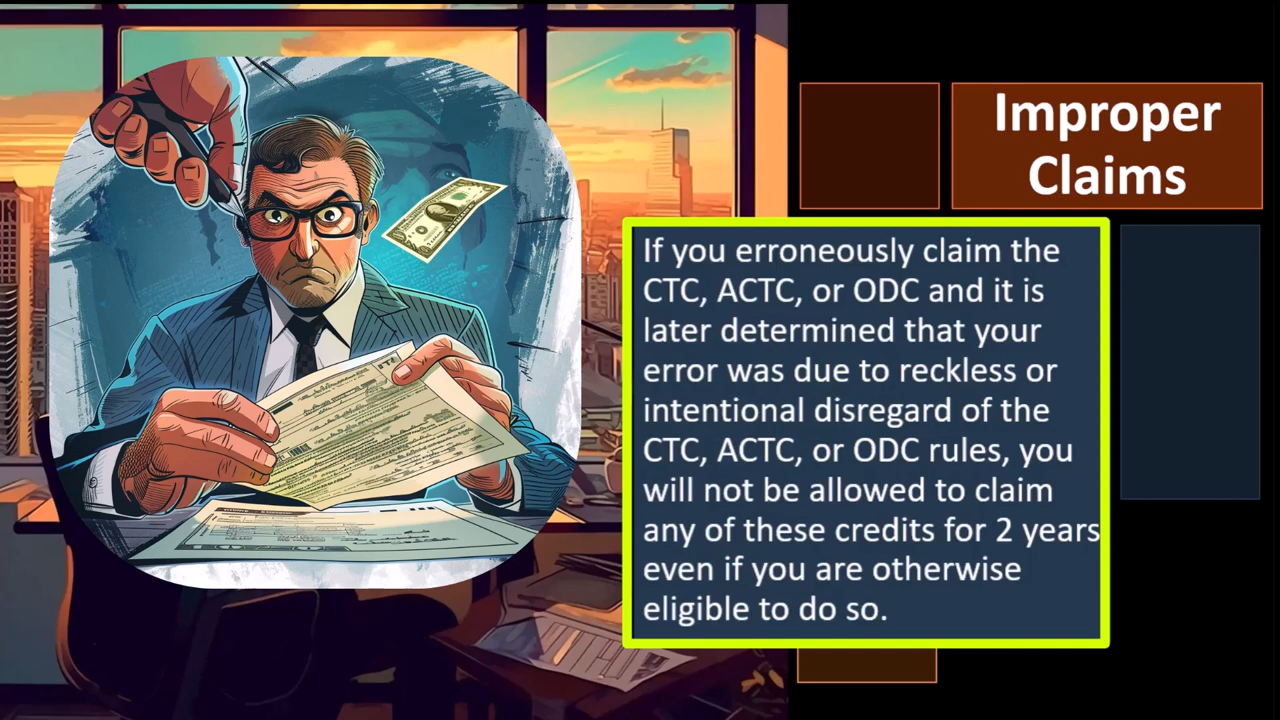 Improper
Claims
If you erroneously claim the
CTC, ACTC, or ODC and it is
later determined that your
error was due to reckless or
intentional disregard of the
CTC, ACTC, or ODC rules, you
will not be allowed to claim
any of these credits for 2 years
even if you are otherwise
eligible to do so.